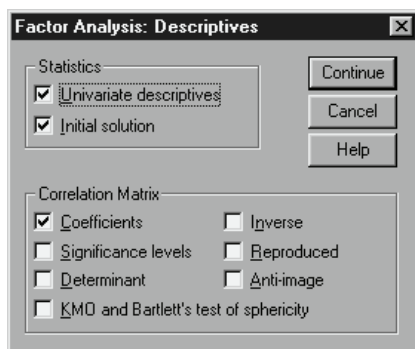 Factor Analysis: Descriptives
Statistics
Univariate descriptives
Initial solution
Continue
Cancel
Help
Correlation Matrix
Coefficients
Inverse
Significance levels
Reproduced
Determinant
Anti-image
KMO and Bartlett's test of sphericity